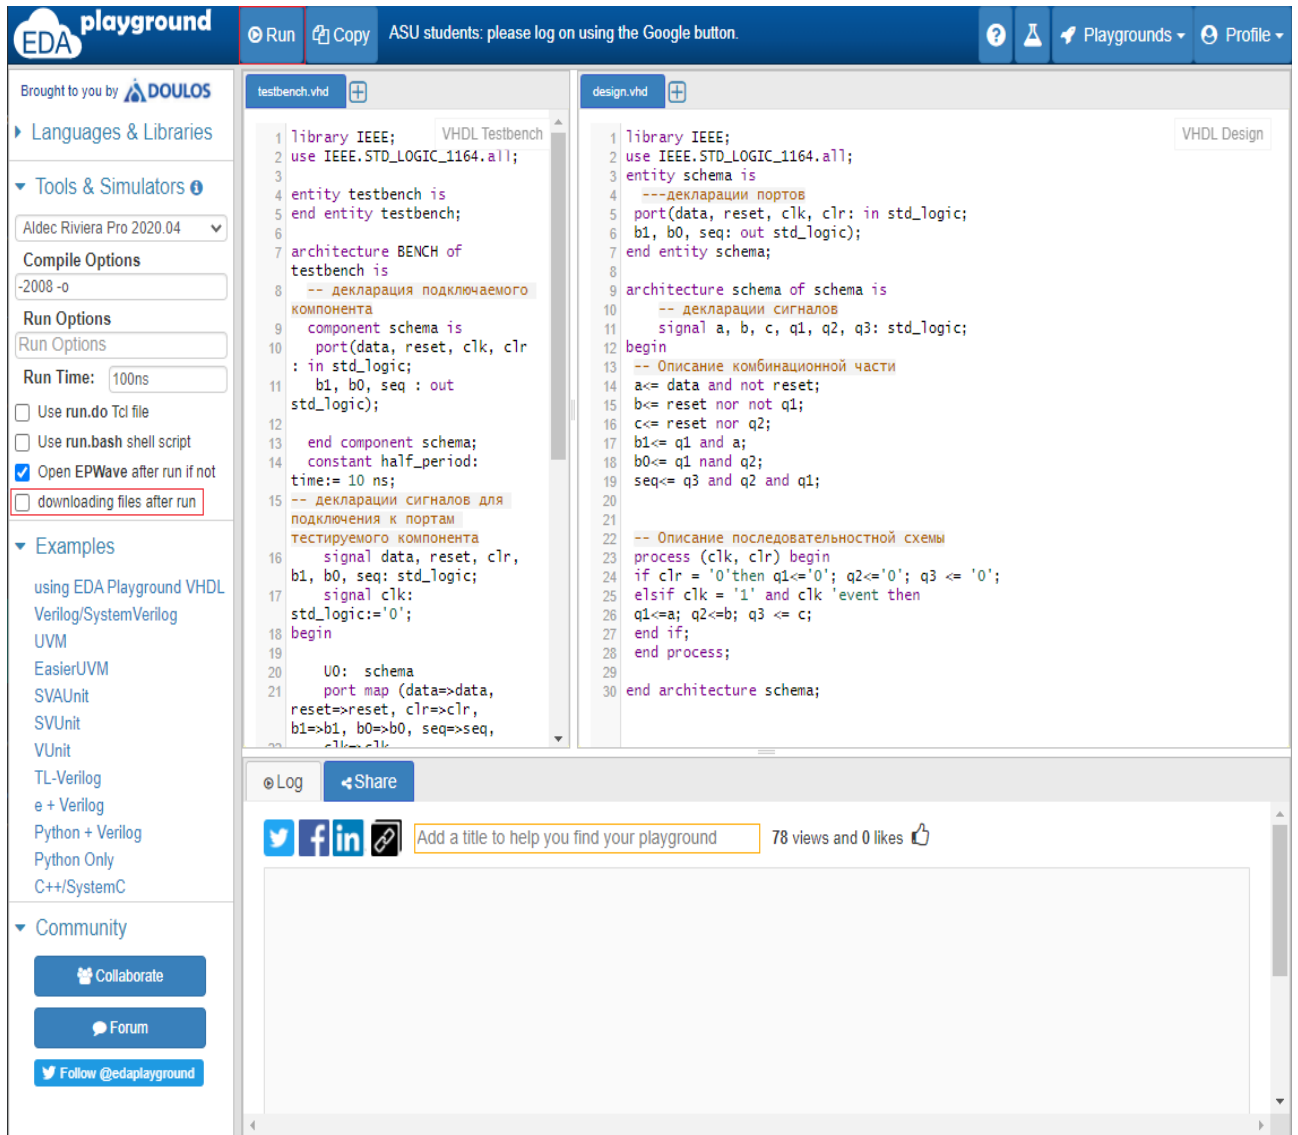 EDA playground
Run
Copy
ASU students: please log on using the Google button.
?
Playgrounds
Profile
Brought to you by DOULOS
Languages & Libraries
Tools & Simulators
Aldec Riviera Pro 2020.04
Compile Options
-2008 -o
Run Options
Run Options
Run Time: 100ns
Use run.do Tcl file
Use run.bash shell script
Open EPWave after run if not
downloading files after run
Examples
using EDA Playground VHDL
Verilog/SystemVerilog
UVM
EasierUVM
SVAUnit
SVUnit
VUnit
TL-Verilog
e + Verilog
Python + Verilog
Python Only
C++/SystemC
Community
Collaborate
Forum
Follow @edaplayground
testbench.vhd
VHDL Testbench
1 library IEEE;
2 use IEEE.STD_LOGIC_1164.all;
3
4 entity testbench is
5 end entity testbench;
6
7 architecture BENCH of
testbench is
8 -- декларация подключаемого
компонента
9 component schema is
10 port(data, reset, clk, clr
: in std_logic;
11 b1, b0, seq : out
std_logic);
12
13 end component schema;
14 constant half_period:
time:= 10 ns;
15 -- декларации сигналов для
подключения к портам
тестируемого компонента
16 signal data, reset, clr,
b1, b0, seq: std_logic;
17 signal clk:
std_logic:='0';
18 begin
19
20 U0: schema
21 port map (data=>data,
reset=>reset, clr=>clr,
b1=>b1, b0=>b0, seq=>seq,
22 clk=>clk
design.vhd
VHDL Design
1 library IEEE;
2 use IEEE.STD_LOGIC_1164.all;
3 entity schema is
4 ---декларации портов
5 port(data, reset, clk, clr: in std_logic;
6 b1, b0, seq: out std_logic);
7 end entity schema;
8
9 architecture schema of schema is
10 -- декларации сигналов
11 signal a, b, c, q1, q2, q3: std_logic;
12 begin
13 -- Описание комбинационной части
14 a<= data and not reset;
15 b<= reset nor not q1;
16 c<= reset nor q2;
17 b1<= q1 and a;
18 b0<= q1 nand q2;
19 seq<= q3 and q2 and q1;
20
21
22 -- Описание последовательностной схемы
23 process (clk, clr) begin
24 if clr = '0'then q1<='0'; q2<='0'; q3 <= '0';
25 elsif clk = '1' and clk 'event then
26 q1<=a; q2<=b; q3 <= c;
27 end if;
28 end process;
29
30 end architecture schema;
Log
Share
Add a title to help you find your playground
78 views and 0 likes